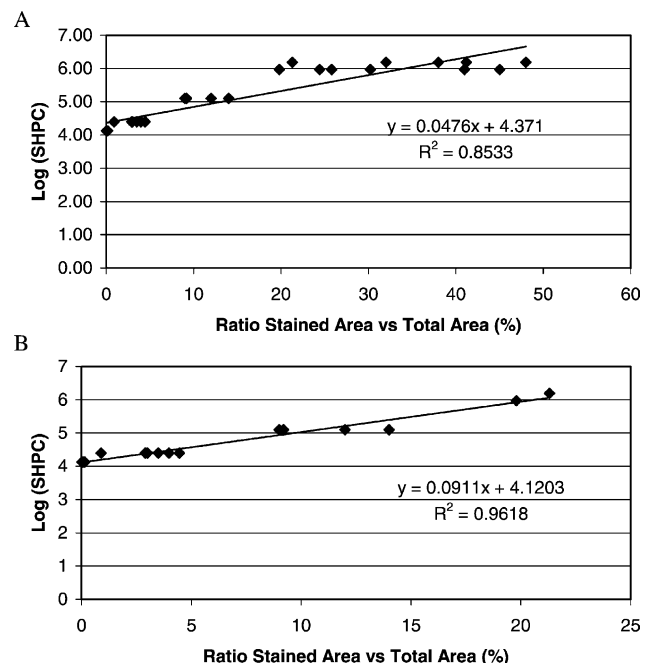 A
7.00
6.00
5.00
4.00
3.00
2.00
1.00
0.00
Log (SHPC)
y = 0.0476x + 4.371
R² = 0.8533
0 10 20 30 40 50 60
Ratio Stained Area vs Total Area (%)
B
7
6
5
4
3
2
1
0
Log (SHPC)
y = 0.0911x + 4.1203
R² = 0.9618
0 5 10 15 20 25
Ratio Stained Area vs Total Area (%)